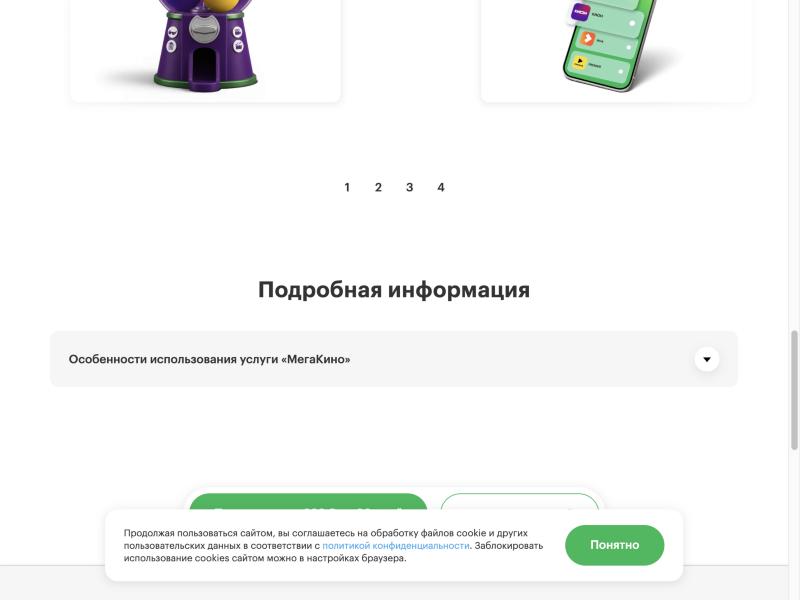 1 2 3 4
Подробная информация
Особенности использования услуги «МегаКино»
Продолжая пользоваться сайтом, вы соглашаетесь на обработку файлов cookie и других
пользовательских данных в соответствии с политикой конфиденциальности. Заблокировать
использование cookies сайтом можно в настройках браузера.
Понятно